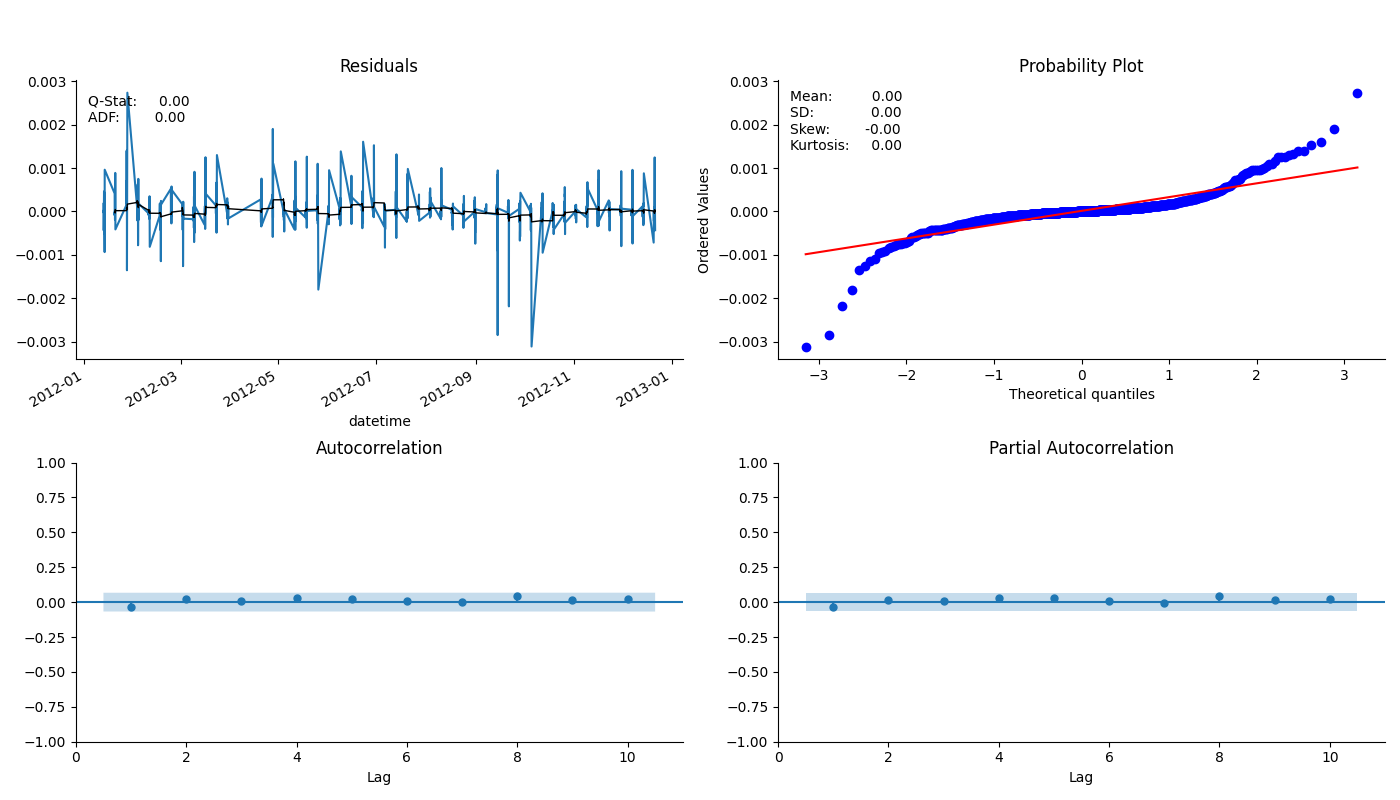 Residuals
0.003
0.002
0.001
0.000
−0.001
−0.002
−0.003
Q-Stat: 0.00
ADF: 0.00
2012-01
2012-03
2012-05
2012-07
2012-09
2012-11
2013-01
datetime
Probability Plot
Ordered Values
0.003
0.002
0.001
0.000
−0.001
−0.002
−0.003
Mean: 0.00
SD: 0.00
Skew: -0.00
Kurtosis: 0.00
−3 −2 −1 0 1 2 3
Theoretical quantiles
Autocorrelation
1.00
0.75
0.50
0.25
0.00
−0.25
−0.50
−0.75
−1.00
0 2 4 6 8 10
Lag
Partial Autocorrelation
1.00
0.75
0.50
0.25
0.00
−0.25
−0.50
−0.75
−1.00
0 2 4 6 8 10
Lag